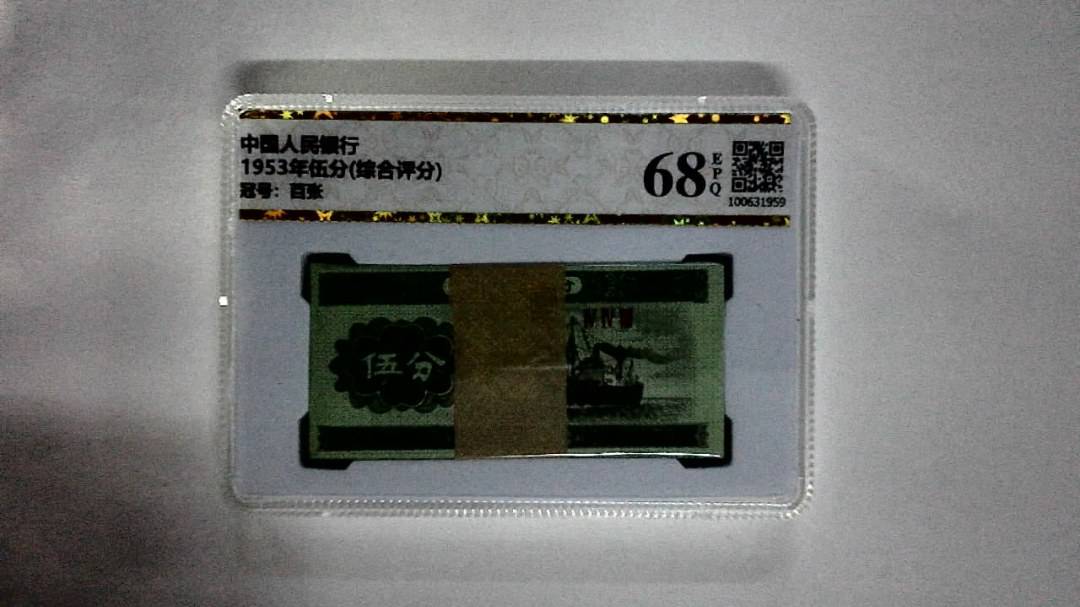 中国人民银行
1953年伍分(综合评分)
冠号：百张
68
EPQ
100631959
分
伍分